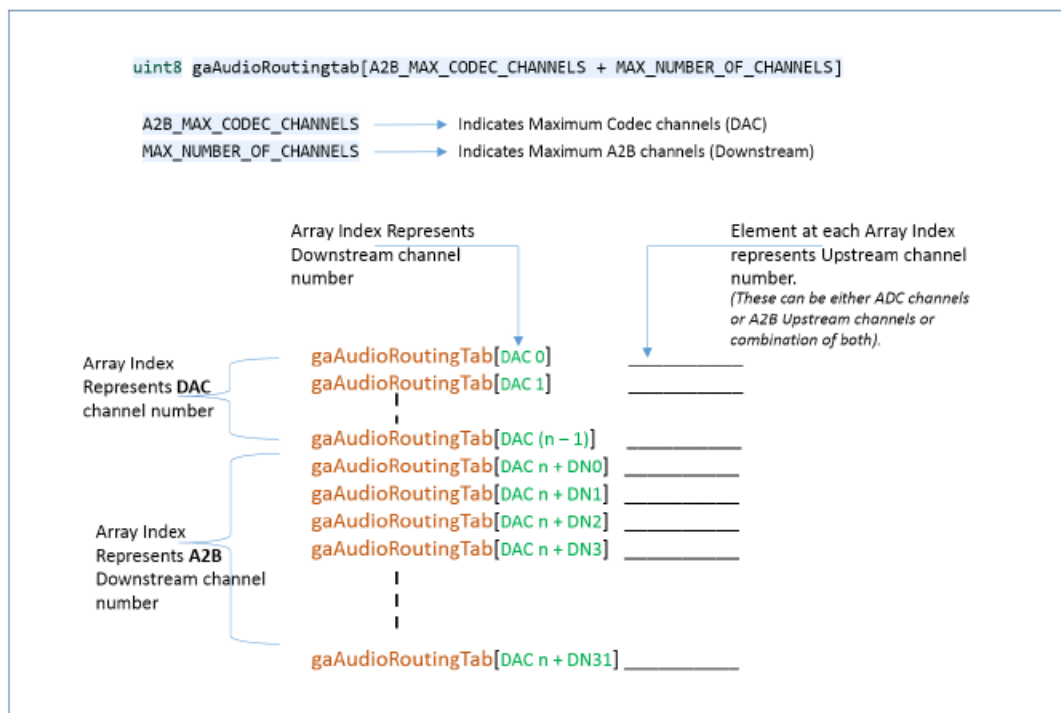 uint8 gaAudioRoutingtab[A2B_MAX_CODEC_CHANNELS + MAX_NUMBER_OF_CHANNELS]
A2B_MAX_CODEC_CHANNELS
Indicates Maximum Codec channels (DAC)
MAX_NUMBER_OF_CHANNELS
Indicates Maximum A2B channels (Downstream)
Array Index Represents
Downstream channel
number
Element at each Array Index
represents Upstream channel
number.
(These can be either ADC channels
or A2B Upstream channels or
combination of both).
Array Index
Represents DAC
channel number
gaAudioRoutingTab[DAC 0]
gaAudioRoutingTab[DAC 1]
gaAudioRoutingTab[DAC (n – 1)]
gaAudioRoutingTab[DAC n + DN0]
gaAudioRoutingTab[DAC n + DN1]
gaAudioRoutingTab[DAC n + DN2]
gaAudioRoutingTab[DAC n + DN3]
Array Index
Represents A2B
Downstream channel
number
gaAudioRoutingTab[DAC n + DN31]